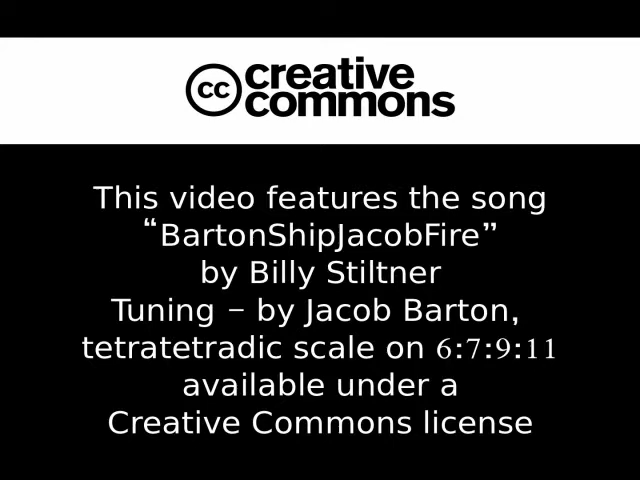 cc creative
commons
This video features the song
“BartonShipJacobFire”
by Billy Stiltner
Tuning – by Jacob Barton,
tetratetradic scale on 6:7:9:11
available under a
Creative Commons license